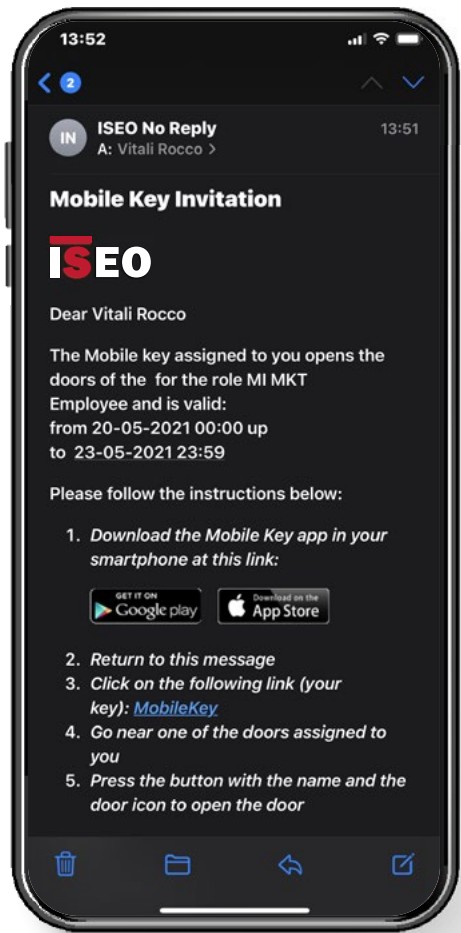 13:52
2
IN
ISEO No Reply
13:51
A: Vitali Rocco >
Mobile Key Invitation
ISEO
Dear Vitali Rocco
The Mobile key assigned to you opens the
doors of the for the role MI MKT
Employee and is valid:
from 20-05-2021 00:00 up
to 23-05-2021 23:59
Please follow the instructions below:
1. Download the Mobile Key app in your
smartphone at this link:
GET IT ON
Google play
Download on the
App Store
2. Return to this message
3. Click on the following link (your
key): MobileKey
4. Go near one of the doors assigned to
you
5. Press the button with the name and the
door icon to open the door